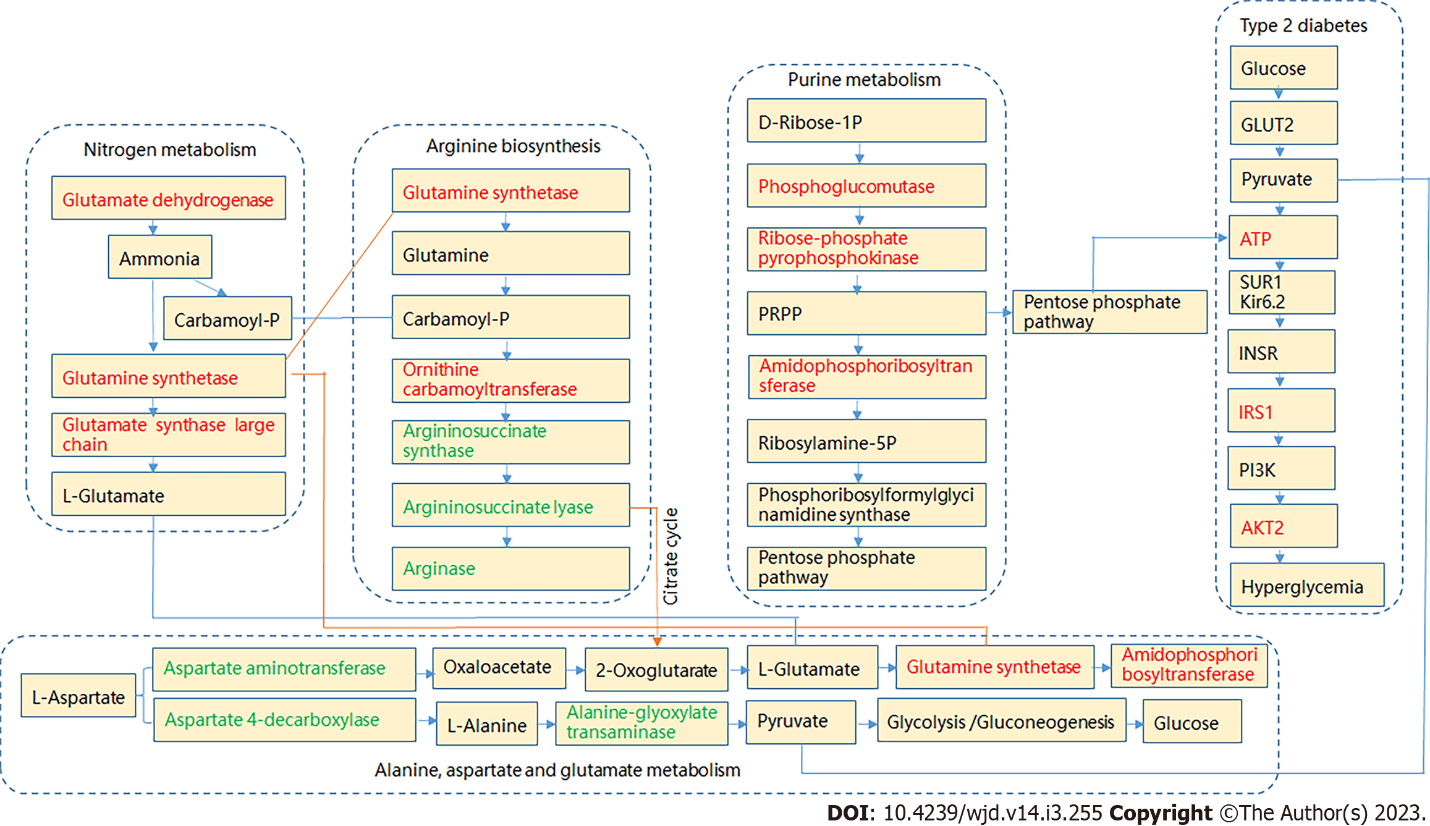 Nitrogen metabolism
Glutamate dehydrogenase
Ammonia
Carbamoyl-P
Glutamine synthetase
Glutamate synthase large
chain
L-Glutamate
Arginine biosynthesis
Glutamine synthetase
Glutamine
Carbamoyl-P
Ornithine
carbamoyltransferase
Argininosuccinate
synthase
Argininosuccinate lyase
Arginase
Citrate cycle
Purine metabolism
D-Ribose-1P
Phosphoglucomutase
Ribose-phosphate
pyrophosphokinase
PRPP
Amidophosphoribosyltran
sferase
Ribosylamine-5P
Phosphoribosylformylglyci
namidine synthase
Pentose phosphate
pathway
Pentose phosphate
pathway
Type 2 diabetes
Glucose
GLUT2
Pyruvate
ATP
SUR1
Kir6.2
INSR
IRS1
PI3K
AKT2
Hyperglycemia
L-Aspartate
Aspartate aminotransferase
Oxaloacetate
2-Oxoglutarate
L-Glutamate
Glutamine synthetase
Amidophosphori
bosyltransferase
Aspartate 4-decarboxylase
L-Alanine
Alanine-glyoxylate
transaminase
Pyruvate
Glycolysis /Gluconeogenesis
Glucose
Alanine, aspartate and glutamate metabolism
DOI: 10.4239/wjd.v14.i3.255 Copyright ©The Author(s) 2023.